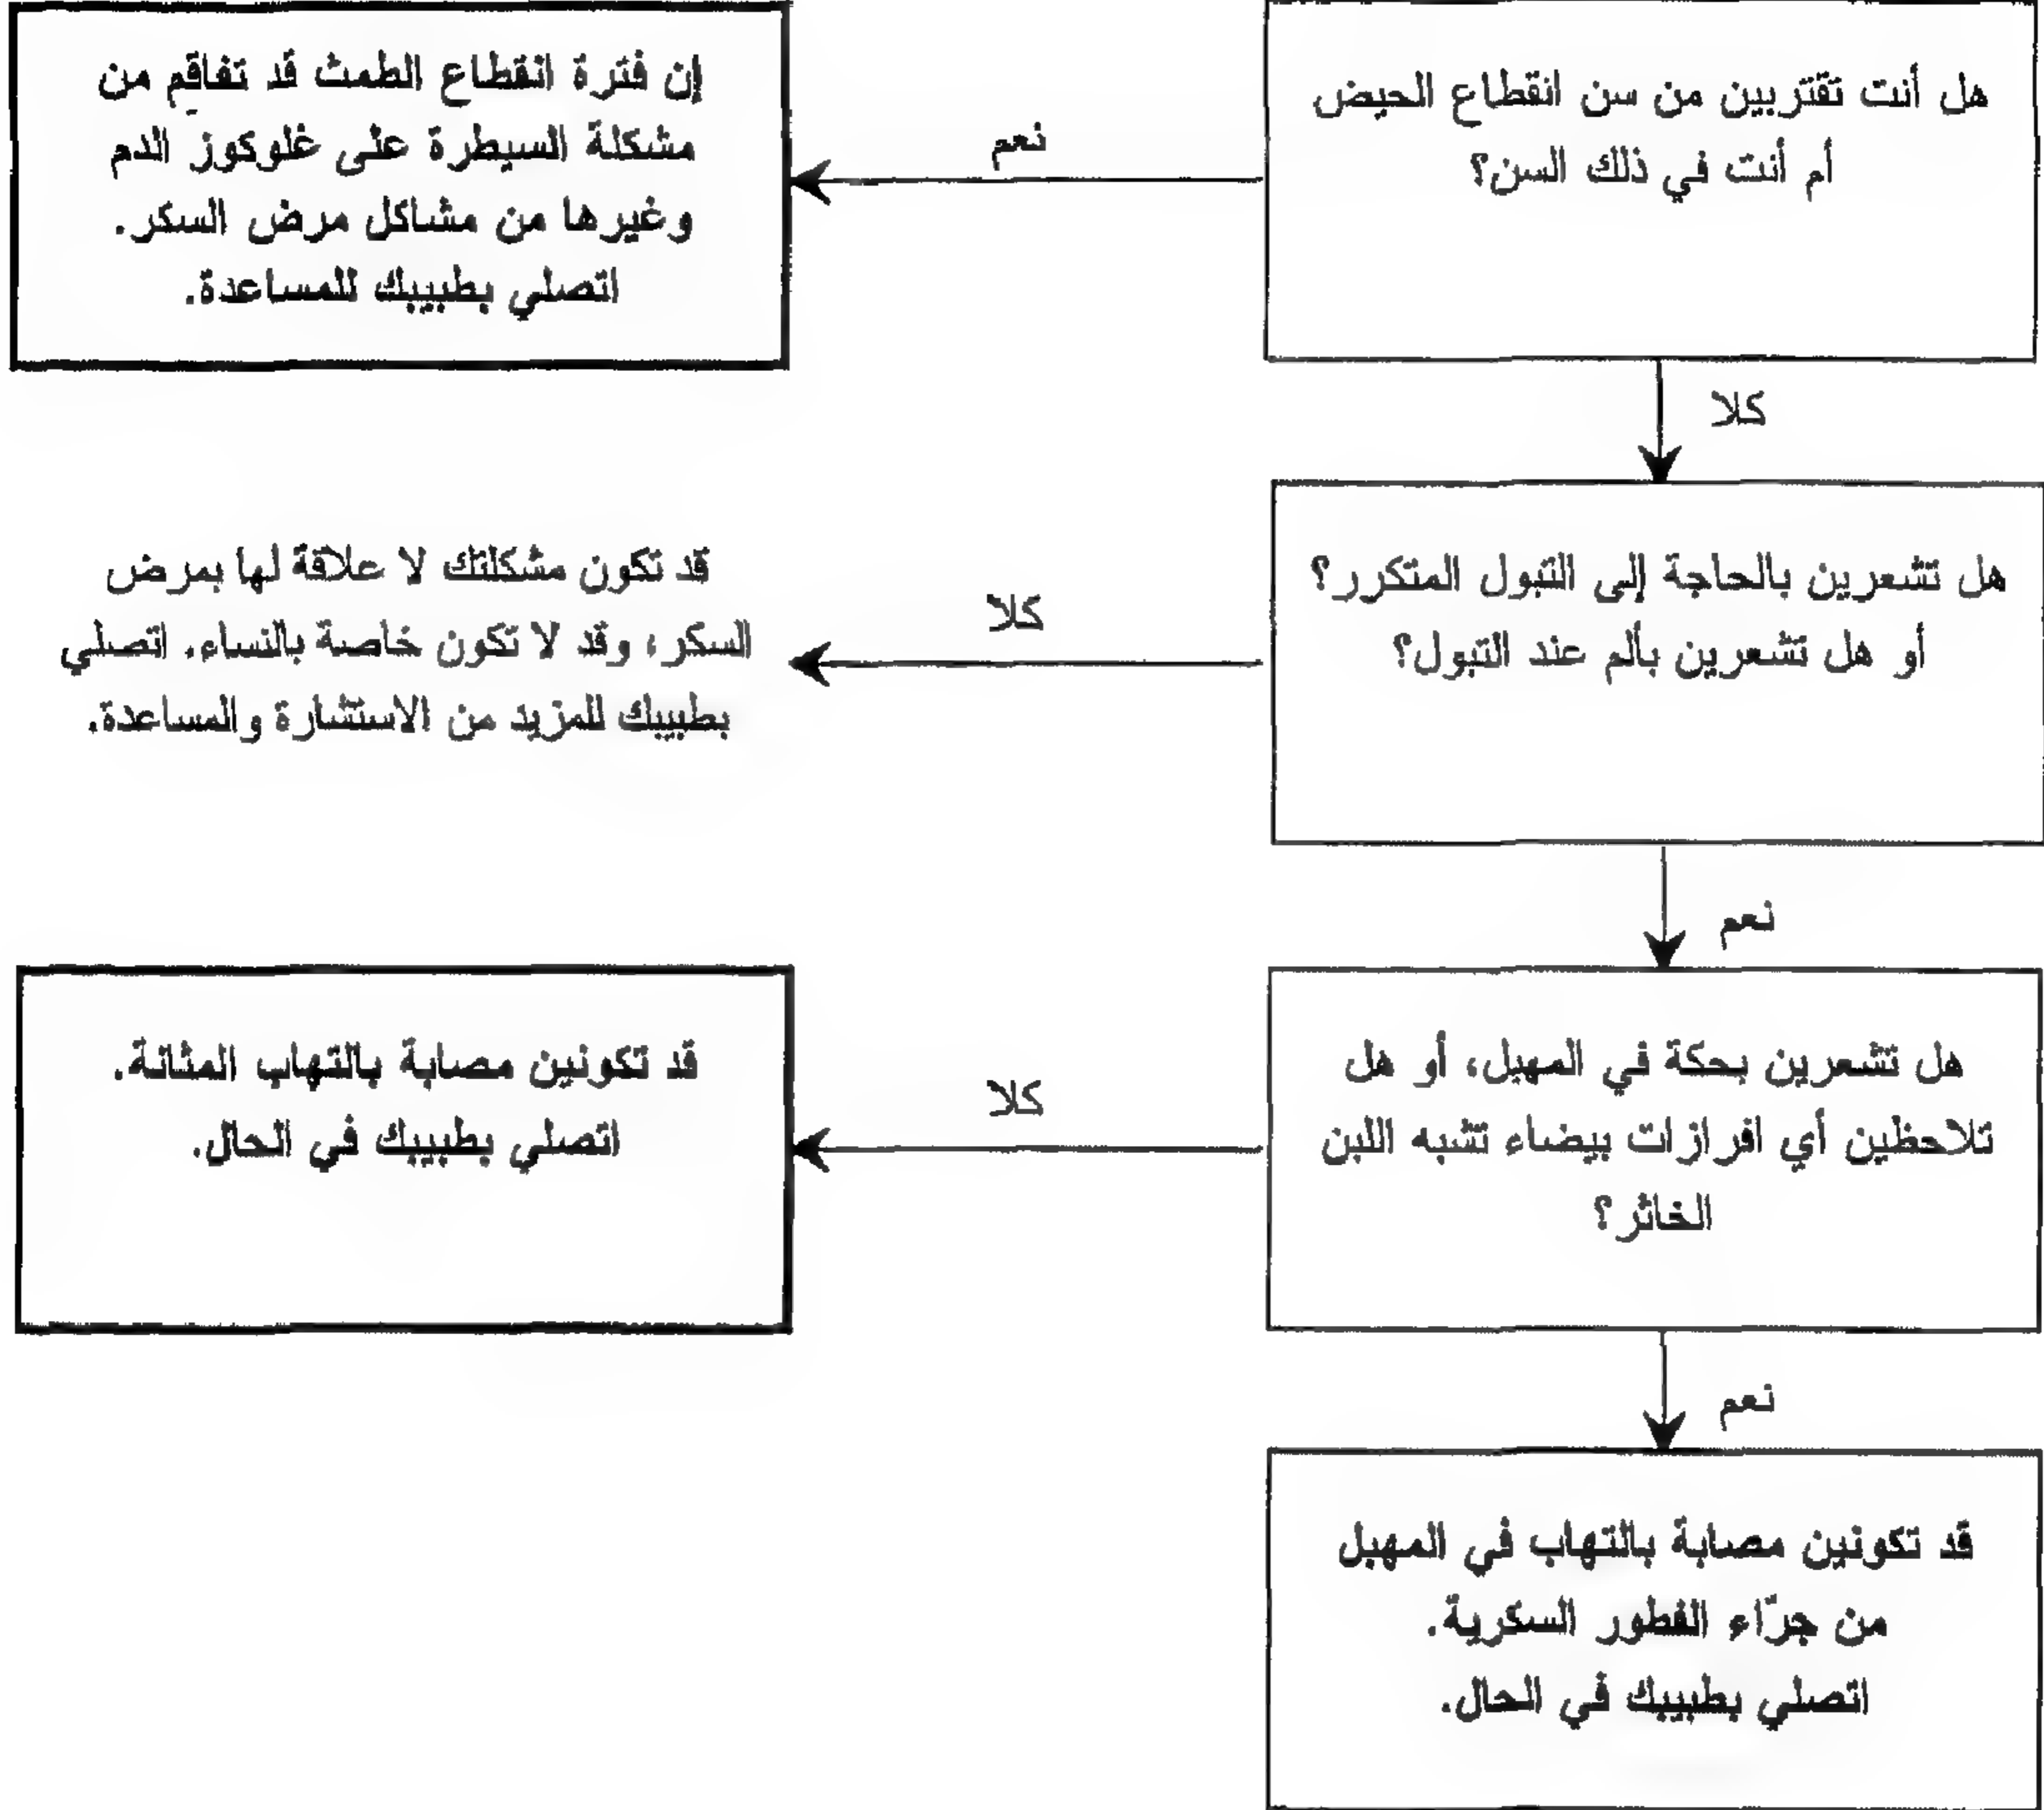 هل أنت تقتربين من سن انقطاع الحيض
أم أنت في ذلك السن؟
نعم
إن فترة انقطاع الطمث قد تفاقِم من
مشكلة السيطرة على غلوكوز الدم
وغيرها من مشاكل مرض السكر.
اتصلي بطبيبك للمساعدة.
كلا
هل تشعرين بالحاجة إلى التبول المتكرر؟
أو هل تشعرين بألم عند التبول؟
كلا
قد تكون مشكلتك لا علاقة لها بمرض
السكر، وقد لا تكون خاصة بالنساء. اتصلي
بطبيبك للمزيد من الاستشارة والمساعدة.
نعم
هل تشعرين بحكة في المهبل، أو هل
تلاحظين أي افرازات بيضاء تشبه اللبن
الخاثر؟
كلا
قد تكونين مصابة بالتهاب المثانة.
اتصلي بطبيبك في الحال.
نعم
قد تكونين مصابة بالتهاب في المهبل
من جرّاء الفطور السكرية.
اتصلي بطبيبك في الحال.